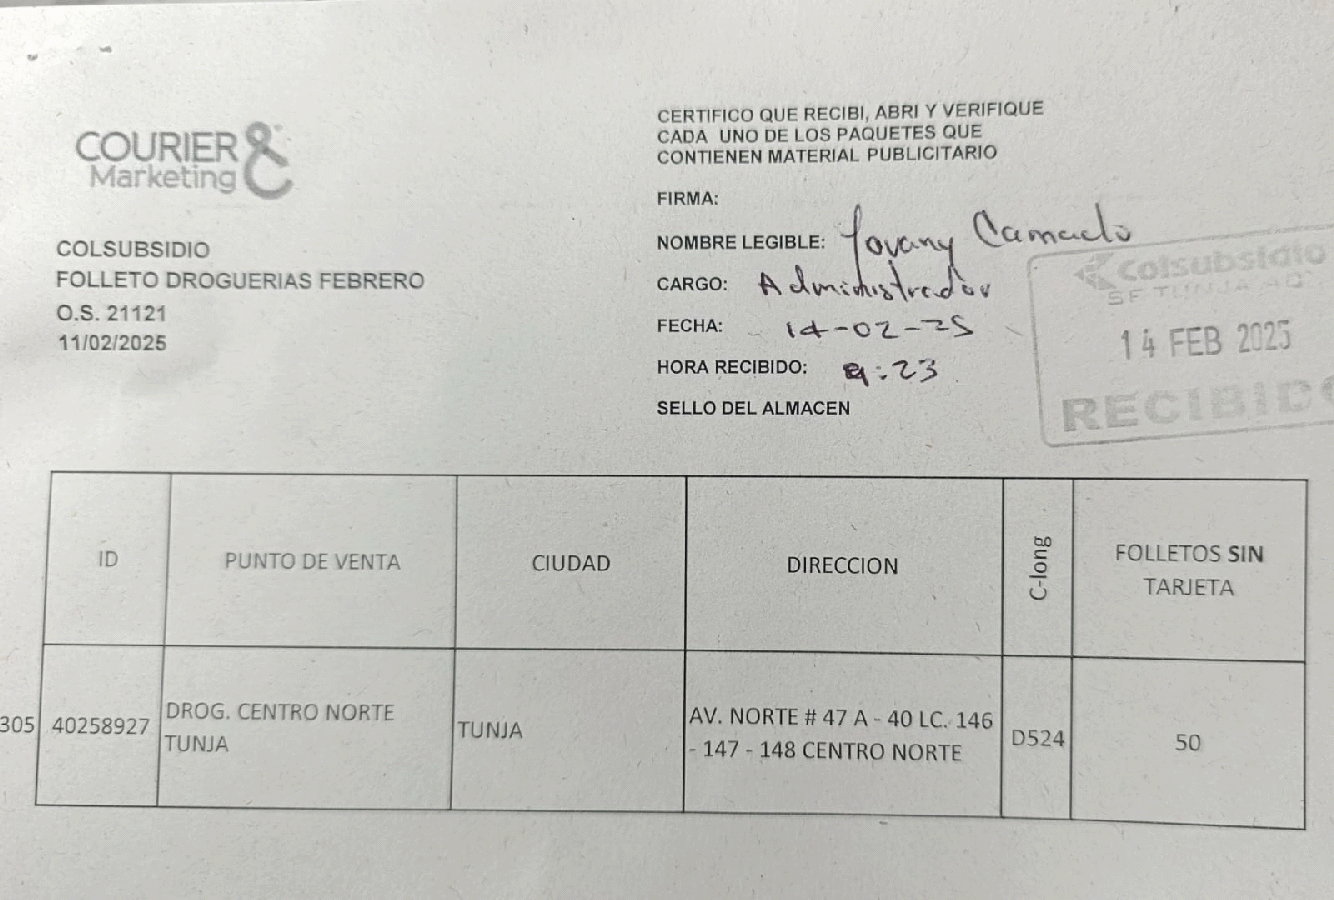 COURIER &
Marketing
COLSUBSIDIO
FOLLETO DROGUERIAS FEBRERO
O.S. 21121
11/02/2025
CERTIFICO QUE RECIBI, ABRI Y VERIFIQUE
CADA UNO DE LOS PAQUETES QUE
CONTIENEN MATERIAL PUBLICITARIO
FIRMA:
NOMBRE LEGIBLE: Yovany Camacho
CARGO: Administrador
FECHA: 14-02-25
HORA RECIBIDO: 9:23
SELLO DEL ALMACEN
Colsubsidio
SF TUNJA
14 FEB 2025
RECIBIDO
ID
PUNTO DE VENTA
CIUDAD
DIRECCION
C-long
FOLLETOS SIN
TARJETA
305
40258927
DROG. CENTRO NORTE
TUNJA
TUNJA
AV. NORTE # 47 A - 40 LC. 146
- 147 - 148 CENTRO NORTE
D524
50